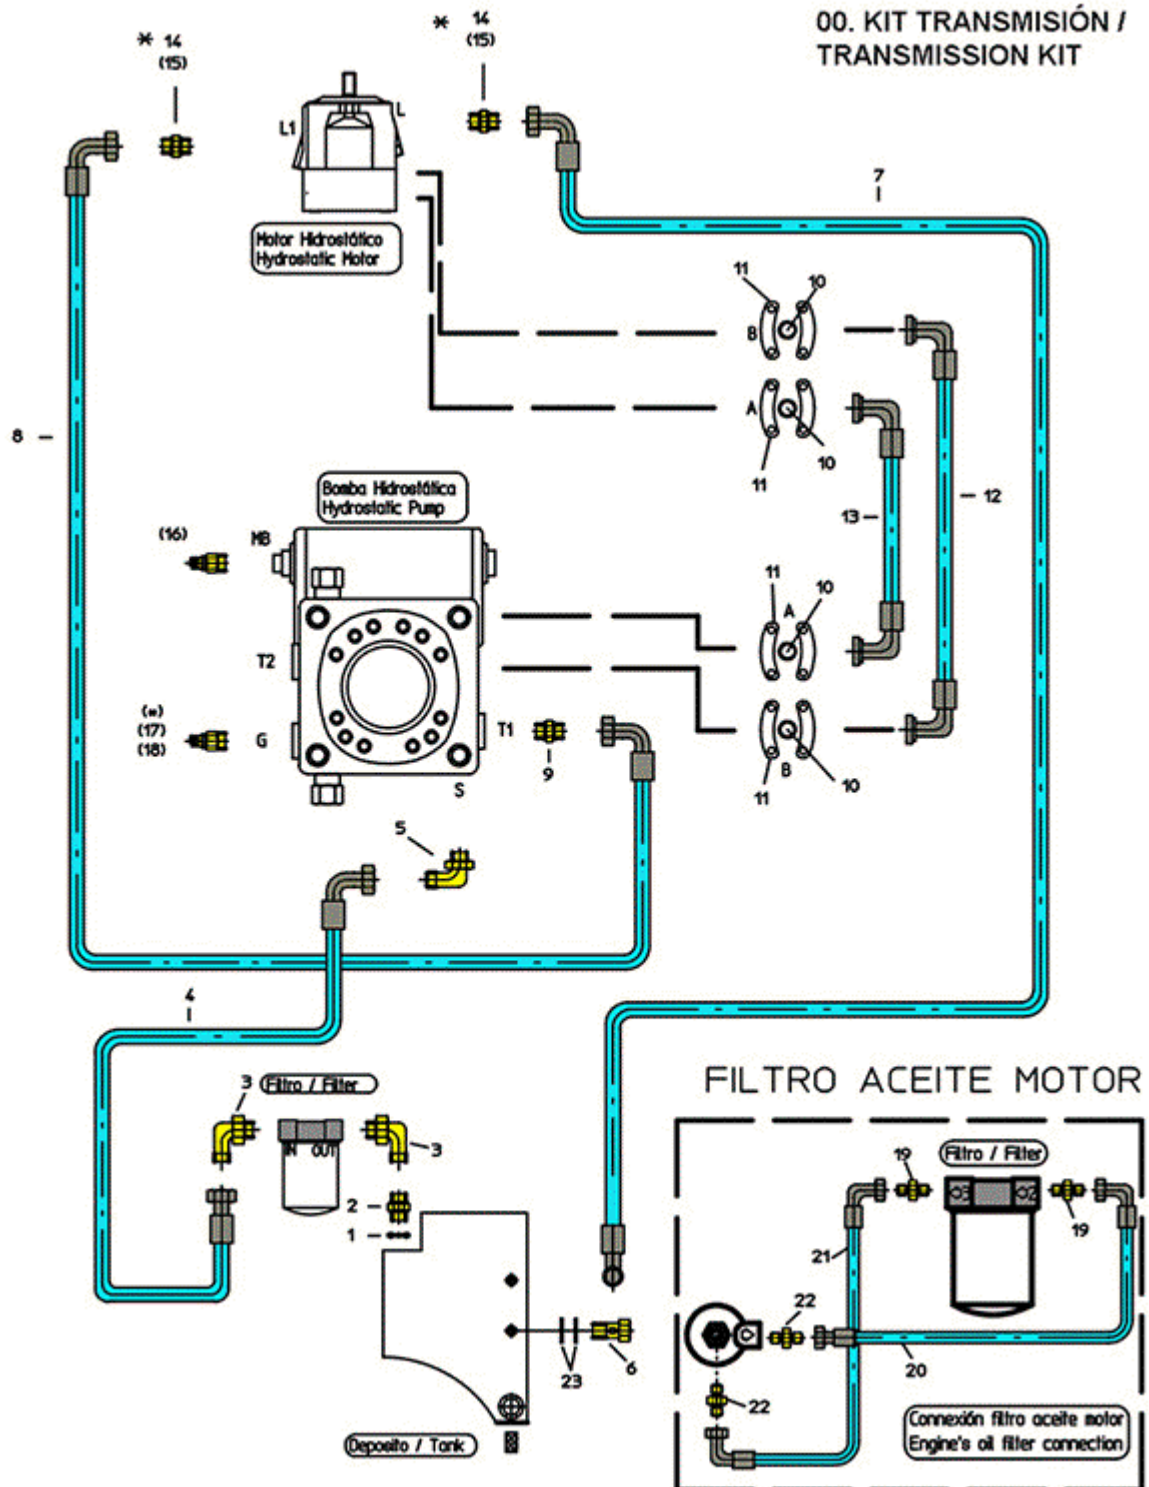 00. KIT TRANSMISIÓN /
TRANSMISSION KIT
* 14
(15)
* 14
(15)
L1
L
7
Motor Hidrostático
Hydrostatic Motor
11
10
B
A
11
10
8
13
12
Bomba Hidrostática
Hydrostatic Pump
(16)
MB
11
10
A
T2
(*)
(17)
(18)
G
T1
9
S
11
B
10
5
4
3
Filtro / Filter
IN OUT
3
2
1
6
23
Deposito / Tank
FILTRO ACEITE MOTOR
19
Filtro / Filter
3
2
19
21
22
20
22
Connexión filtro aceite motor
Engine's oil filter connection